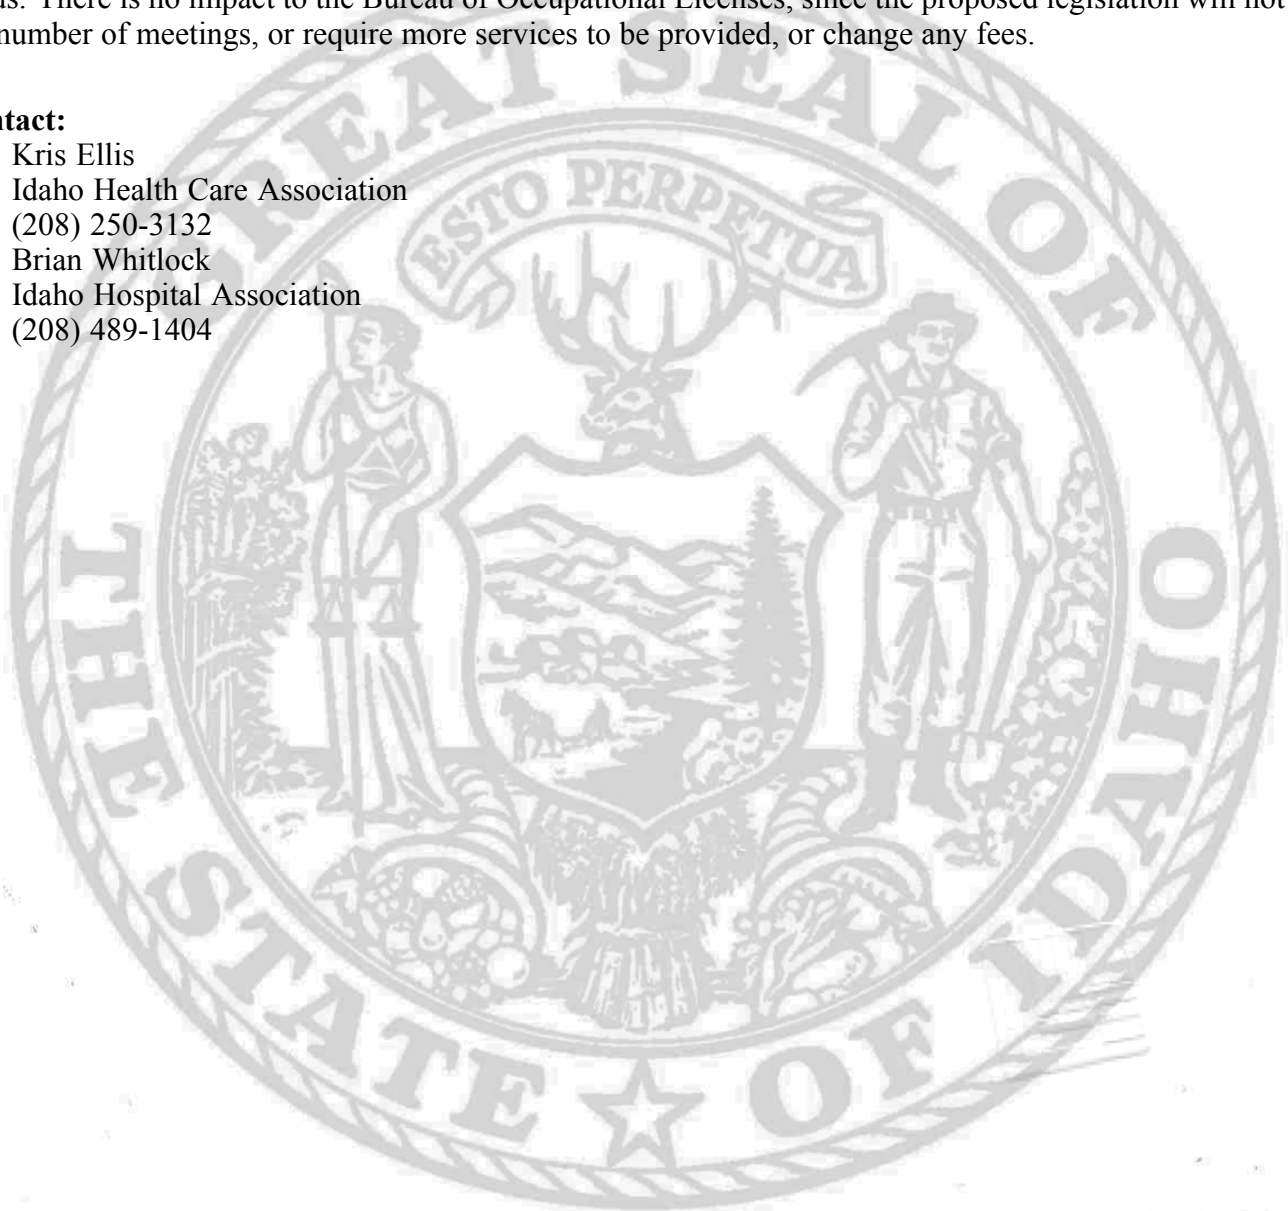 There is no impact to the Bureau of Occupational Licenses, since the proposed legislation will not
number of meetings, or require more services to be provided, or change any fees.
Kris Ellis
Idaho Health Care Association
(208) 250-3132
Brian Whitlock
Idaho Hospital Association
(208) 489-1404
GREAT SEAL OF
THE STATE OF IDAHO
ESTO PERPETUA